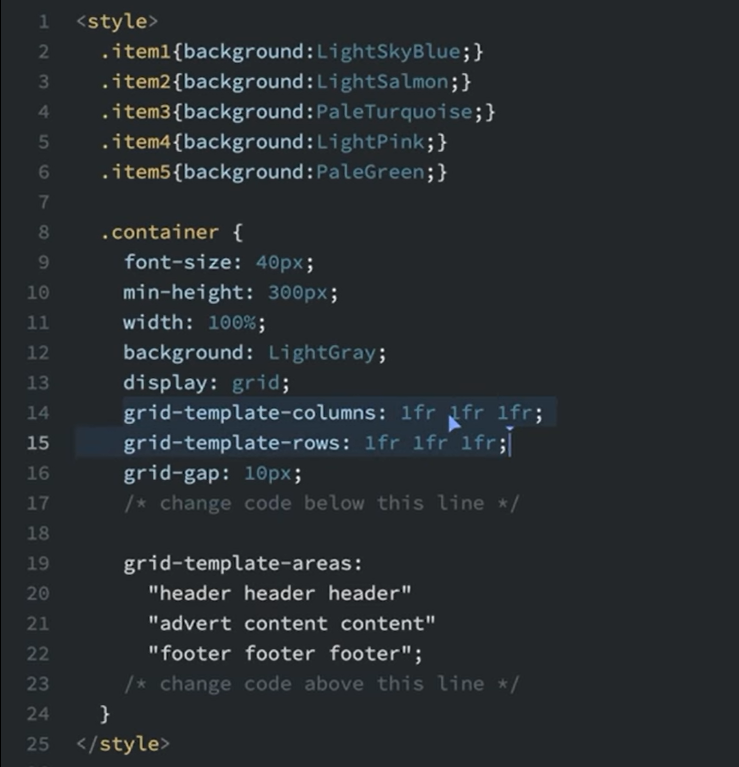 1 <style>
2 .item1{background:LightSkyBlue;}
3 .item2{background:LightSalmon;}
4 .item3{background:PaleTurquoise;}
5 .item4{background:LightPink;}
6 .item5{background:PaleGreen;}
7
8 .container {
9 font-size: 40px;
10 min-height: 300px;
11 width: 100%;
12 background: LightGray;
13 display: grid;
14 grid-template-columns: 1fr 1fr 1fr;
15 grid-template-rows: 1fr 1fr 1fr;
16 grid-gap: 10px;
17 /* change code below this line */
18
19 grid-template-areas:
20 "header header header"
21 "advert content content"
22 "footer footer footer";
23 /* change code above this line */
24 }
25 </style>